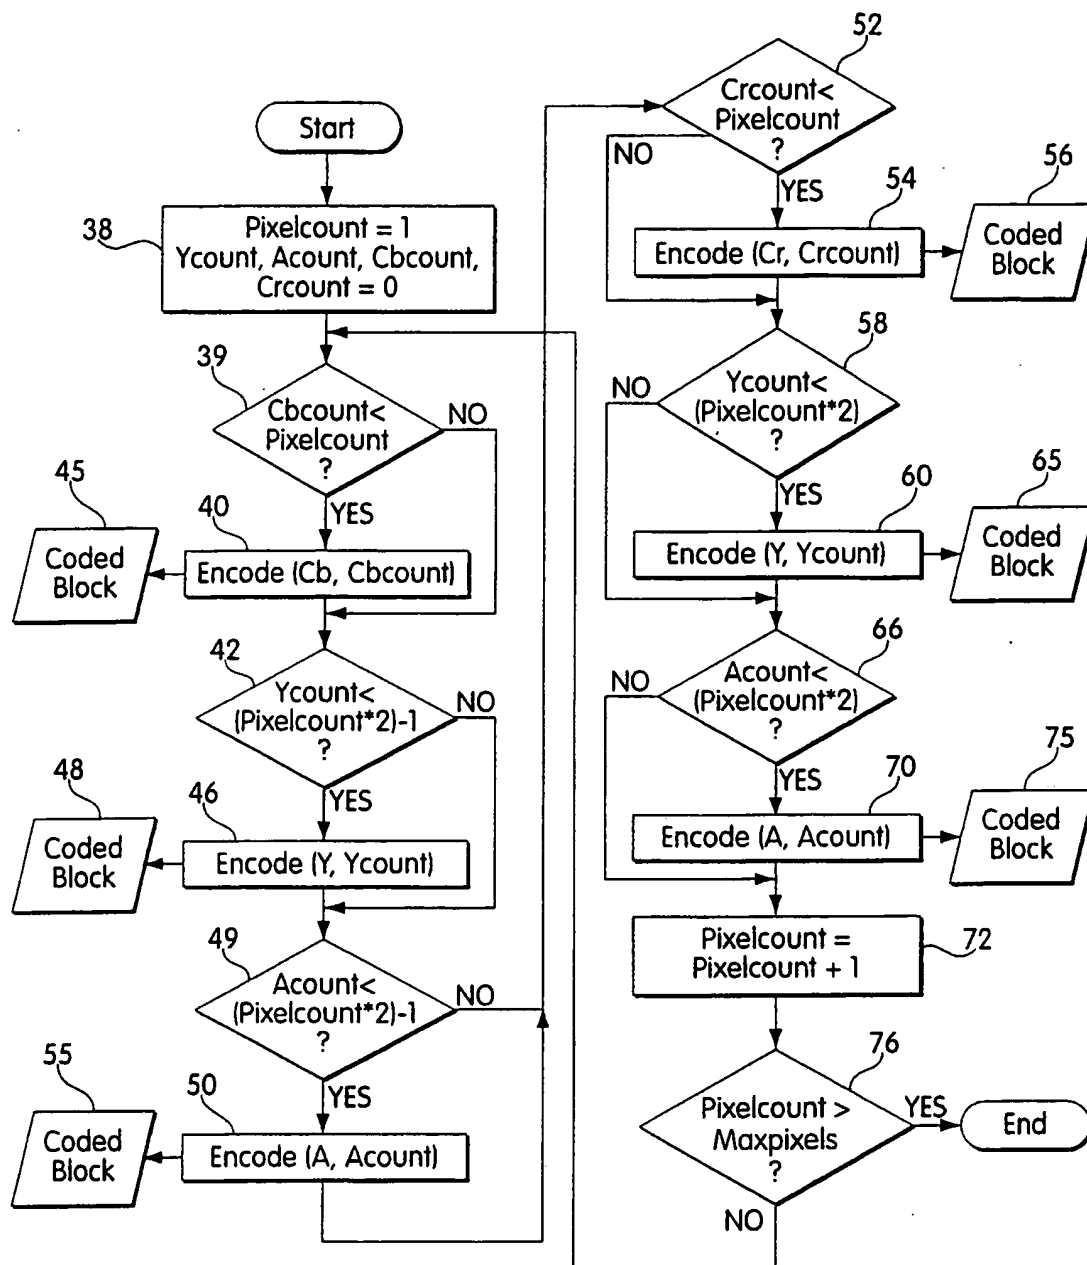 Start
38
Pixelcount = 1
Ycount, Acount, Cbcount,
Crcount = 0
39
Cbcount<
Pixelcount
?
NO
YES
45
Coded
Block
40
Encode (Cb, Cbcount)
42
Ycount<
(Pixelcount*2)-1
?
NO
YES
48
Coded
Block
46
Encode (Y, Ycount)
49
Acount<
(Pixelcount*2)-1
?
NO
YES
55
Coded
Block
50
Encode (A, Acount)
52
Crcount<
Pixelcount
?
NO
YES
54
Encode (Cr, Crcount)
56
Coded
Block
58
Ycount<
(Pixelcount*2)
?
NO
YES
60
Encode (Y, Ycount)
65
Coded
Block
66
Acount<
(Pixelcount*2)
?
NO
YES
70
Encode (A, Acount)
75
Coded
Block
Pixelcount =
Pixelcount + 1
72
76
Pixelcount >
Maxpixels
?
YES
End
NO